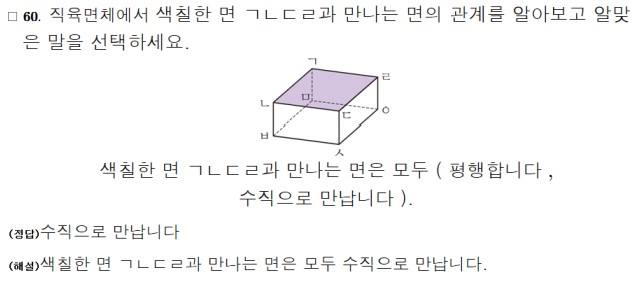 □ 60. 직육면체에서 색칠한 면 ㄱㄴㄷㄹ과 만나는 면의 관계를 알아보고 알맞
은 말을 선택하세요.
ㄱ
ㄹ
ㄴ
ㅁ
ㄷ
ㅇ
ㅂ
ㅅ
색칠한 면 ㄱㄴㄷㄹ과 만나는 면은 모두 ( 평행합니다 ,
수직으로 만납니다 ).
(정답)수직으로 만납니다
(해설)색칠한 면 ㄱㄴㄷㄹ과 만나는 면은 모두 수직으로 만납니다.